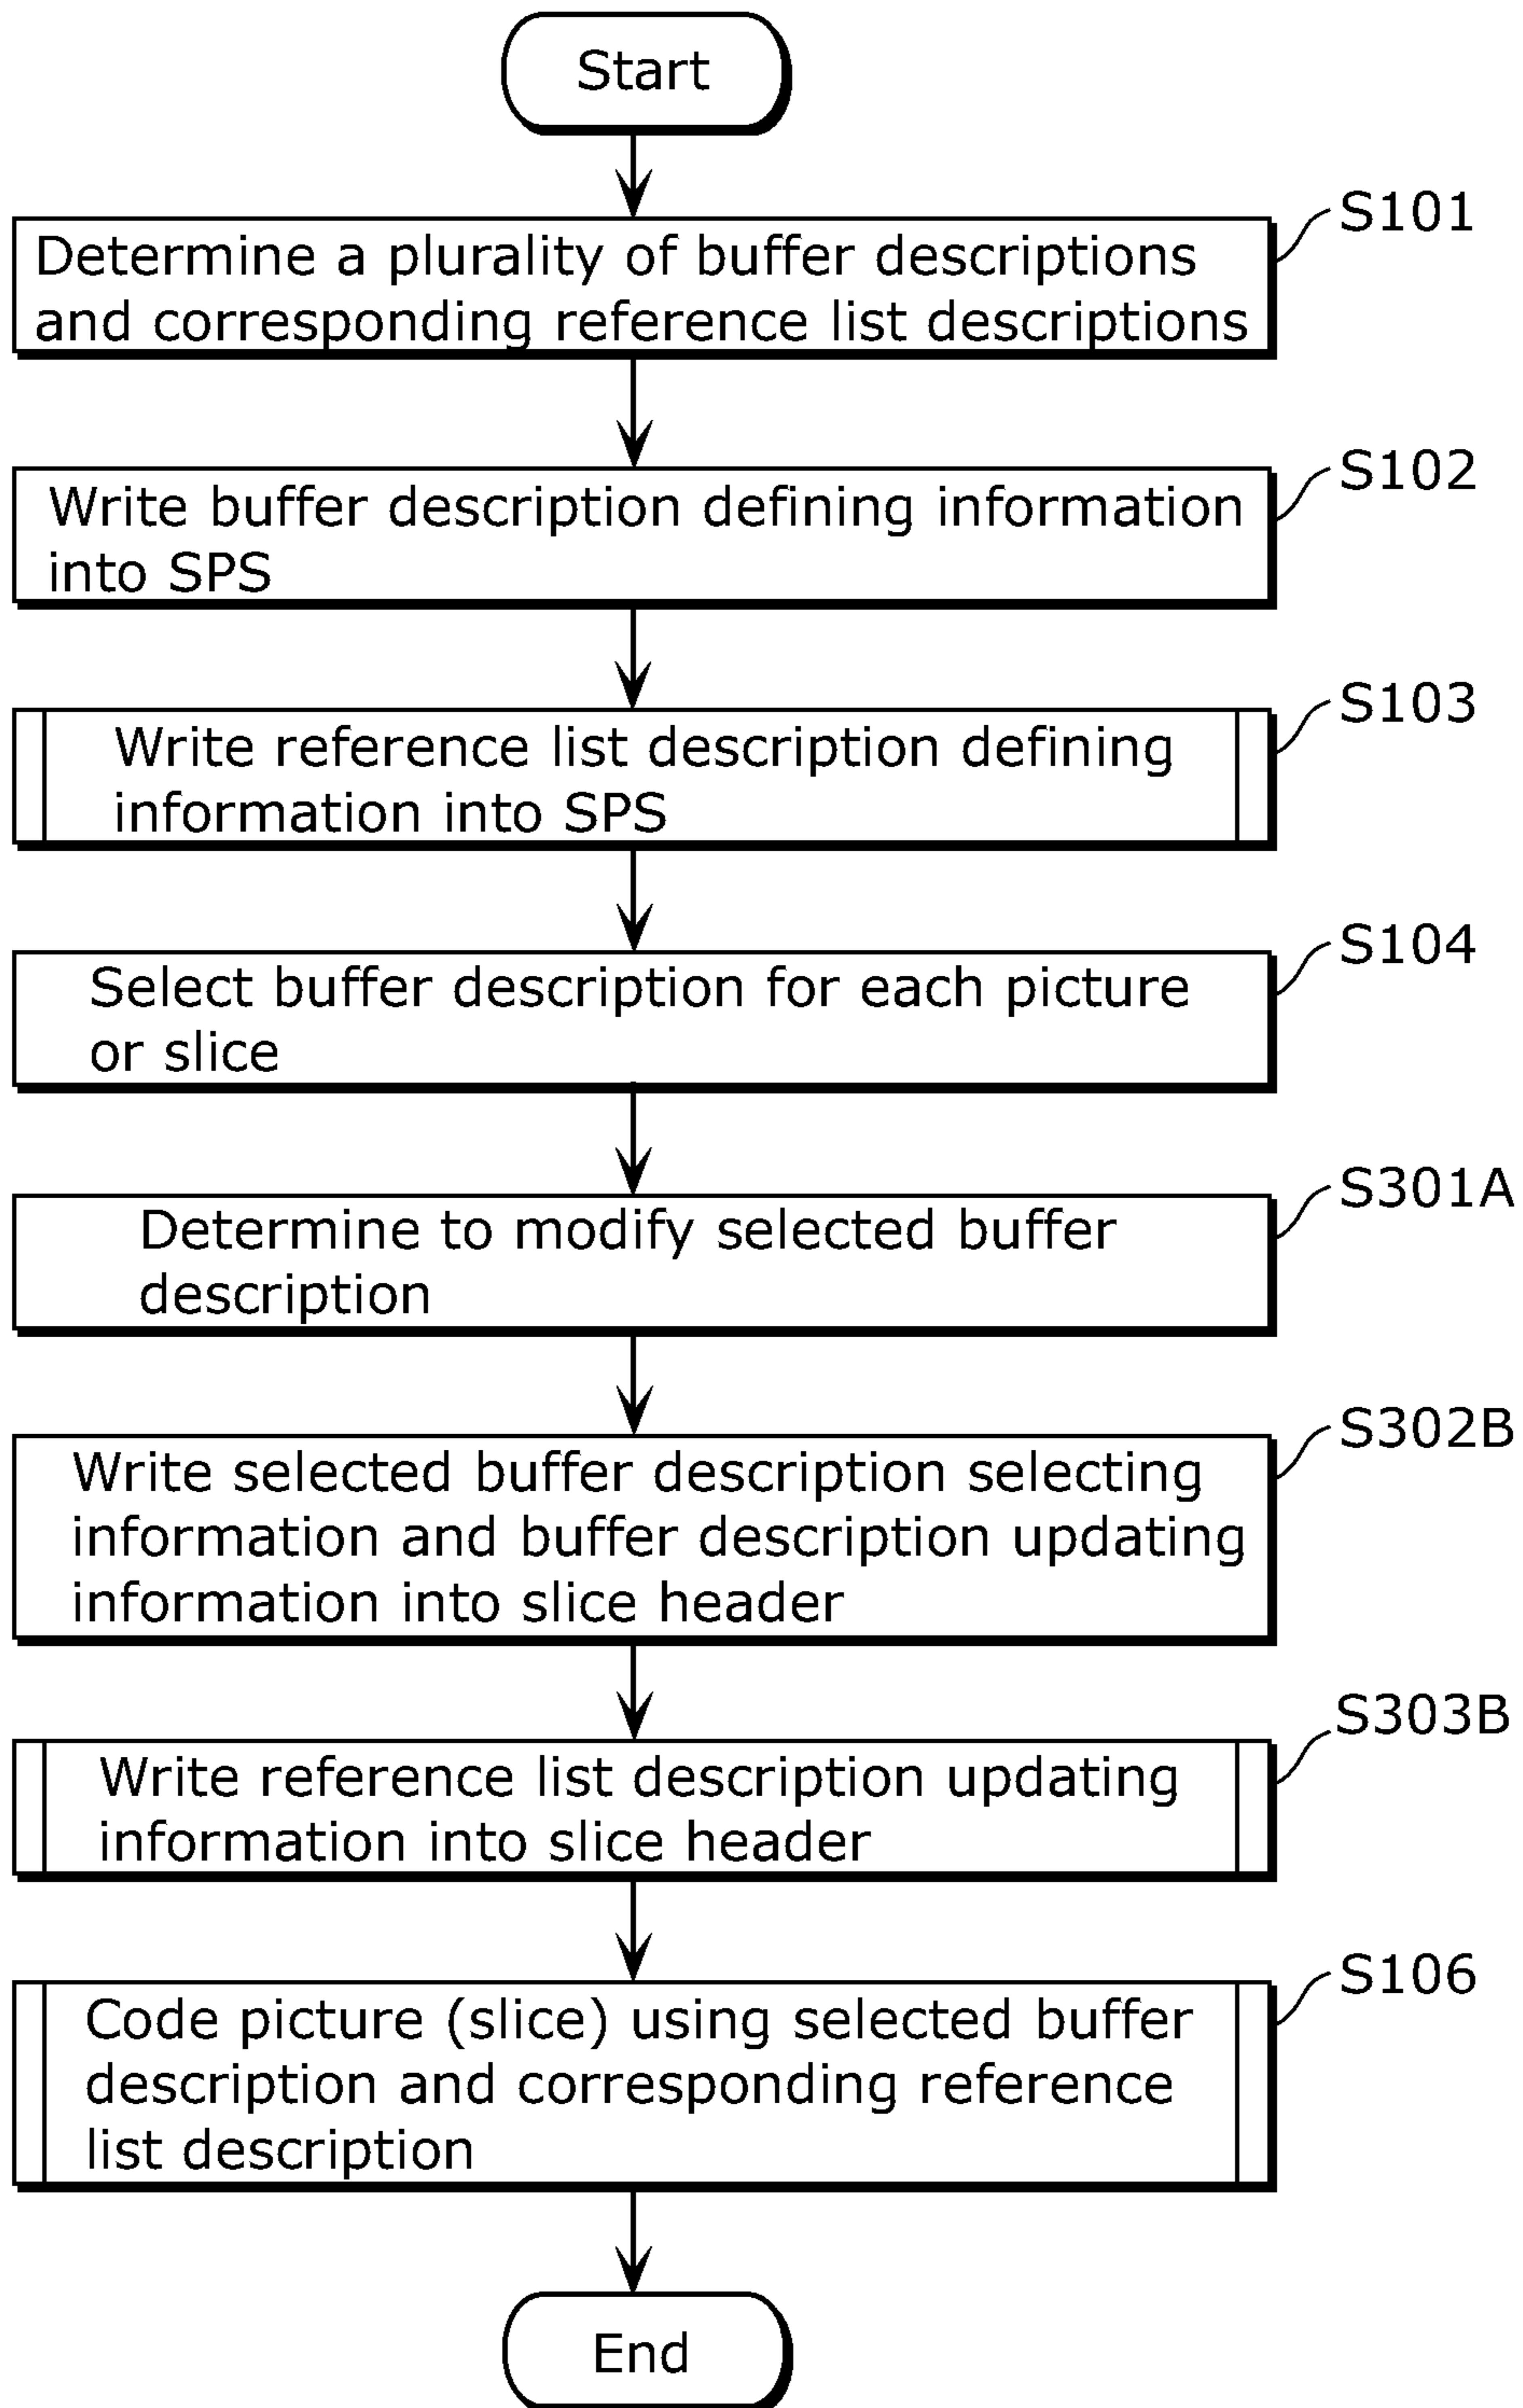 Start
S101
Determine a plurality of buffer descriptions
and corresponding reference list descriptions
S102
Write buffer description defining information
into SPS
S103
Write reference list description defining
information into SPS
S104
Select buffer description for each picture
or slice
S301A
Determine to modify selected buffer
description
S302B
Write selected buffer description selecting
information and buffer description updating
information into slice header
S303B
Write reference list description updating
information into slice header
S106
Code picture (slice) using selected buffer
description and corresponding reference
list description
End